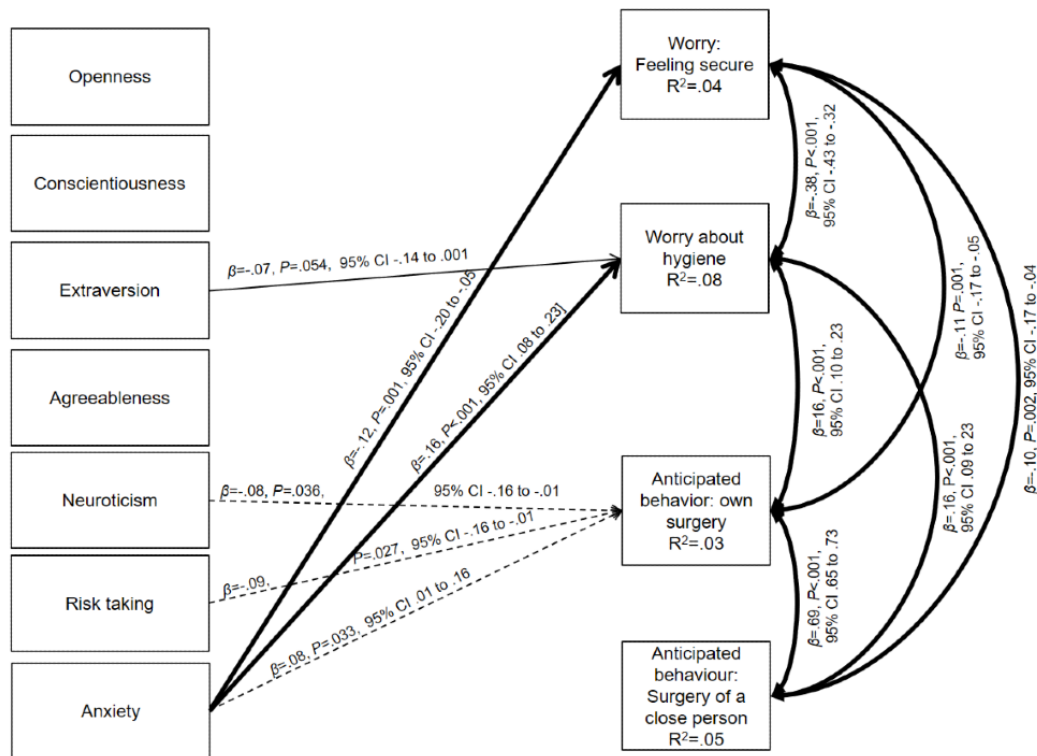 Openness
Conscientiousness
Extraversion
Agreeableness
Neuroticism
Risk taking
Anxiety
β=-.07, P=.054, 95% CI -.14 to .001
β=-.12, P=.001, 95% CI -.20 to -.05
β=.16, P<.001, 95% CI .08 to .23]
β=-.08, P=.036, 95% CI -.16 to -.01
β=-.09, P=.027, 95% CI -.16 to -.01
β=.08, P=.033, 95% CI .01 to .16
Worry:
Feeling secure
R²=.04
Worry about
hygiene
R²=.08
Anticipated
behavior: own
surgery
R²=.03
Anticipated
behaviour:
Surgery of a
close person
R²=.05
β=-.38, P<.001,
95% CI -.43 to -.32
β=16, P<.001,
95% CI .10 to .23
β=.69, P<.001,
95% CI .65 to .73
β=-.11 P=.001,
95% CI -.17 to -.05
β=.16, P<.001,
95% CI .09 to 23
β=-.10, P=.002, 95% CI -.17 to -.04